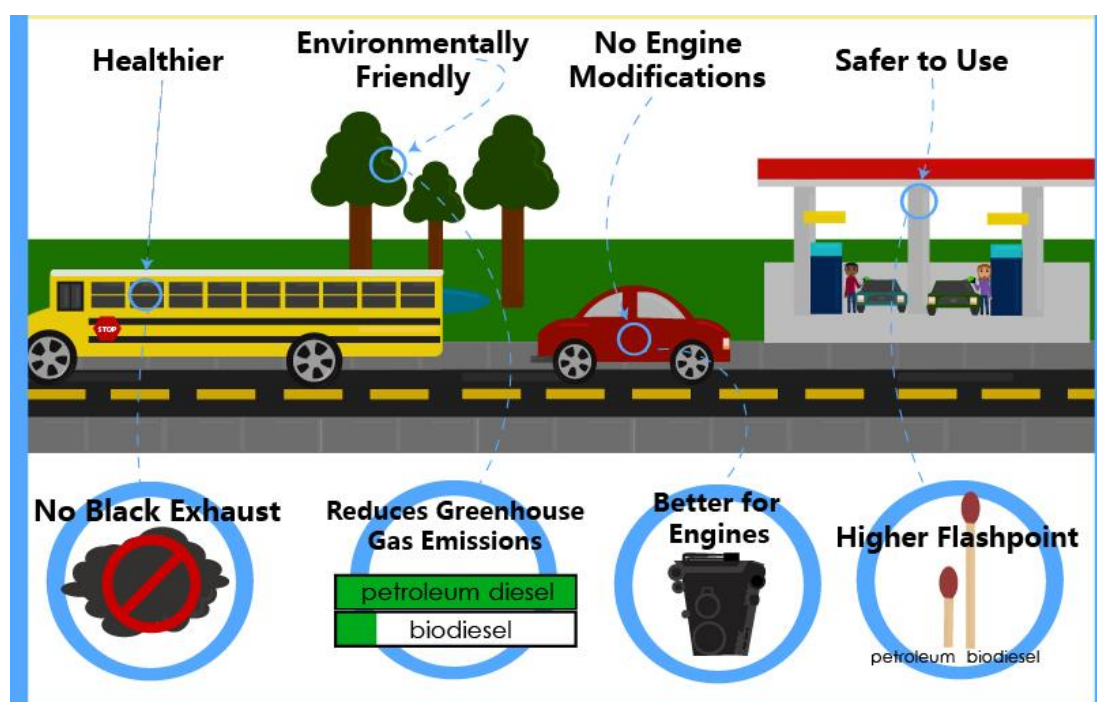 Healthier
Environmentally
Friendly
No Engine
Modifications
Safer to Use
STOP
No Black Exhaust
Reduces Greenhouse
Gas Emissions
petroleum diesel
biodiesel
Better for
Engines
Higher Flashpoint
petroleum biodiesel